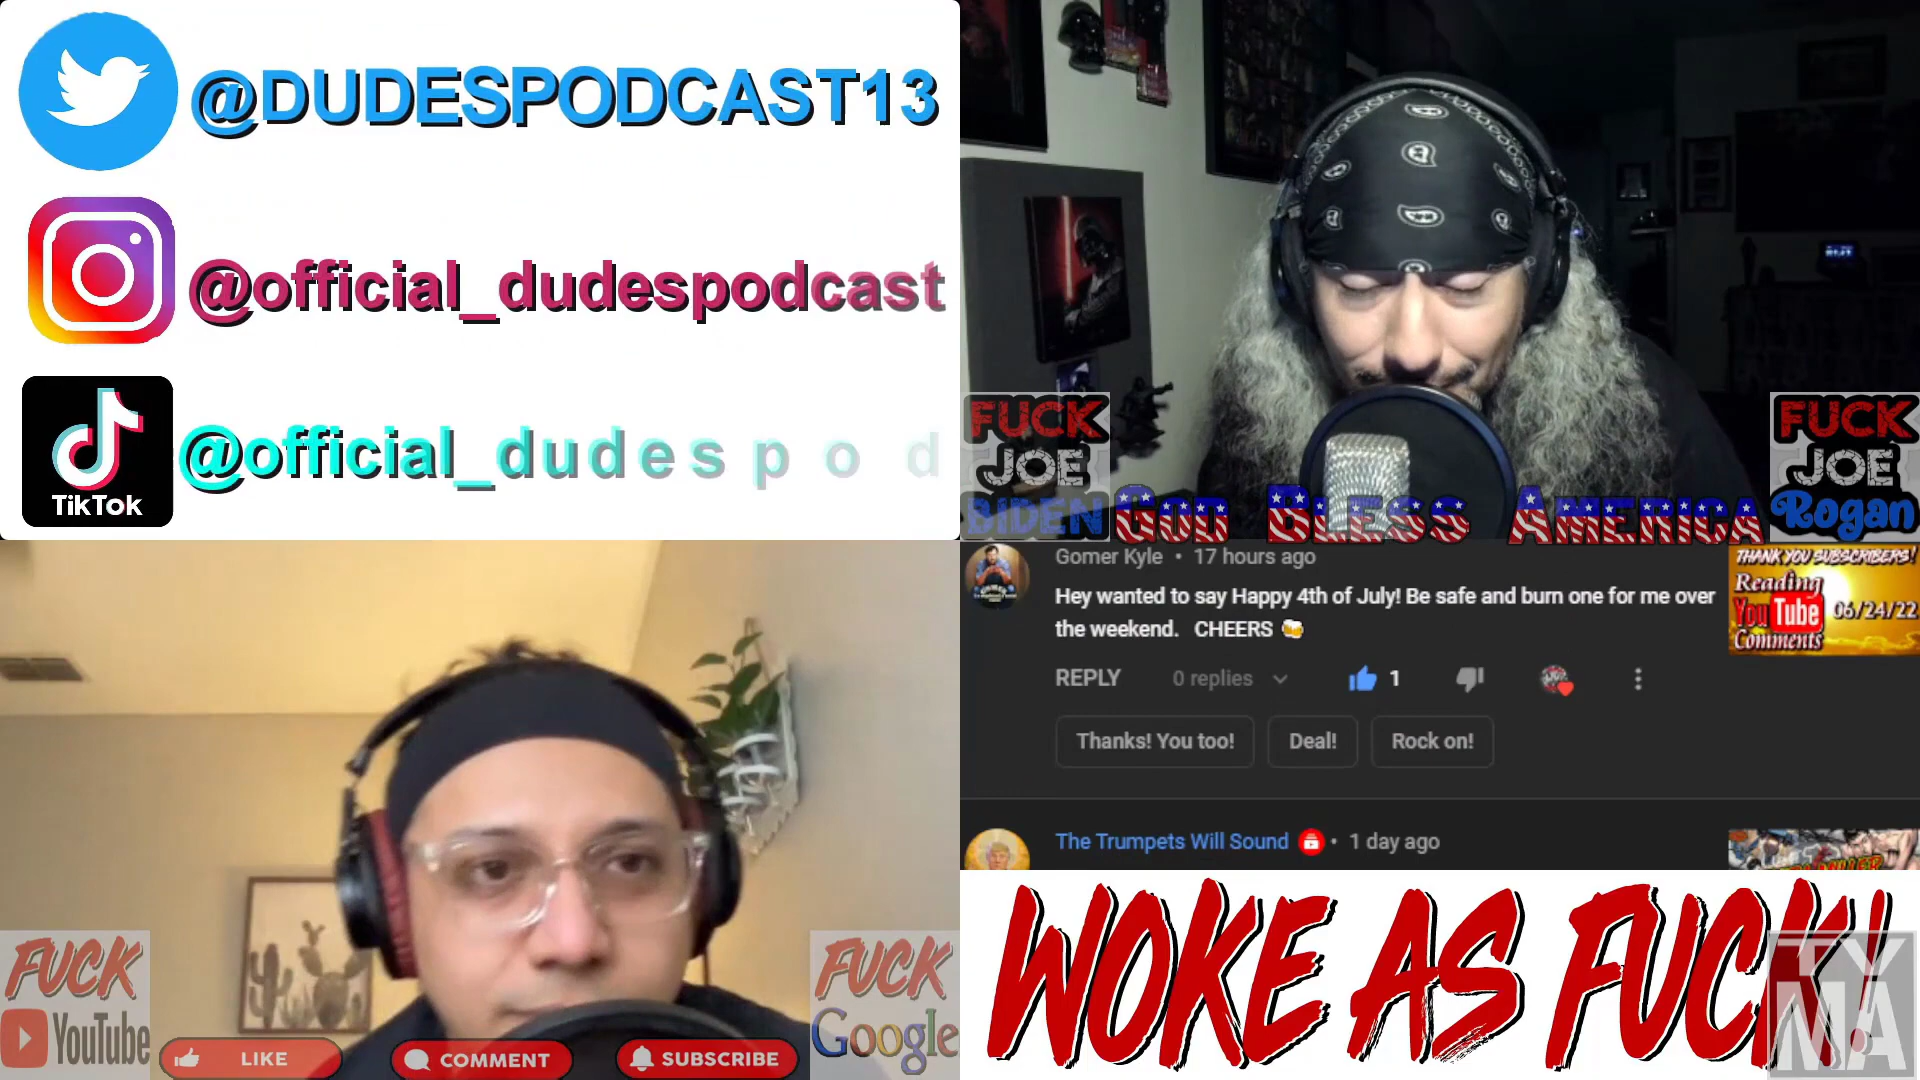 @DUDESPODCAST13
@official_dudespodcast
TikTok
@official_dudespod
FUCK
JOE
BIDEN
God Bless America
FUCK
JOE
Rogan
Gomer Kyle • 17 hours ago
Hey wanted to say Happy 4th of July! Be safe and burn one for me over
the weekend. CHEERS 🍻
REPLY 0 replies 1
Thanks! You too! Deal! Rock on!
THANK YOU SUBSCRIBERS!
Reading
YouTube 06/24/22
Comments
The Trumpets Will Sound • 1 day ago
FUCK
YouTube
LIKE
COMMENT
SUBSCRIBE
FUCK
Google
WOKE AS FUCK!
TY
MA